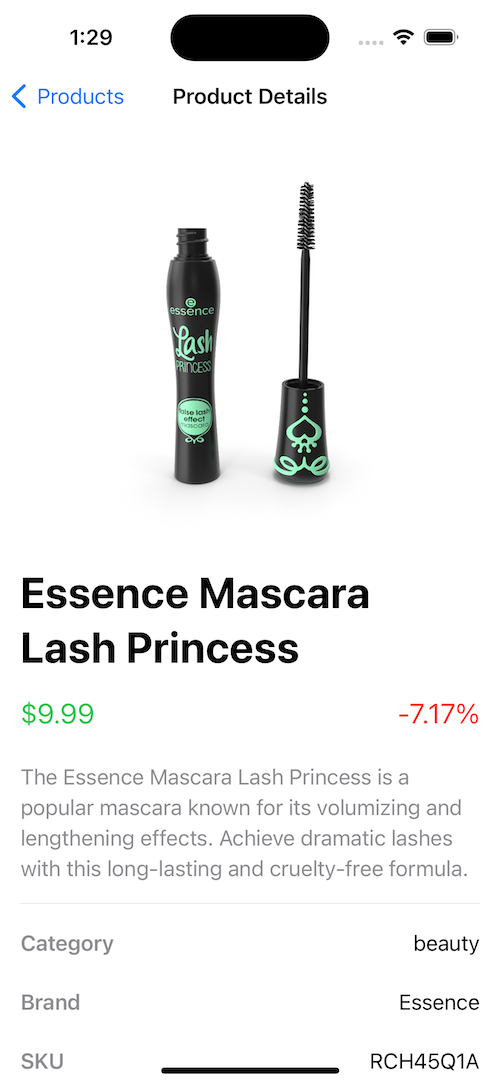 1:29
Products
Product Details
essence
Lash
PRINCESS
false lash
effect
mascara
Essence Mascara
Lash Princess
$9.99
-7.17%
The Essence Mascara Lash Princess is a
popular mascara known for its volumizing and
lengthening effects. Achieve dramatic lashes
with this long-lasting and cruelty-free formula.
Category
beauty
Brand
Essence
SKU
RCH45Q1A